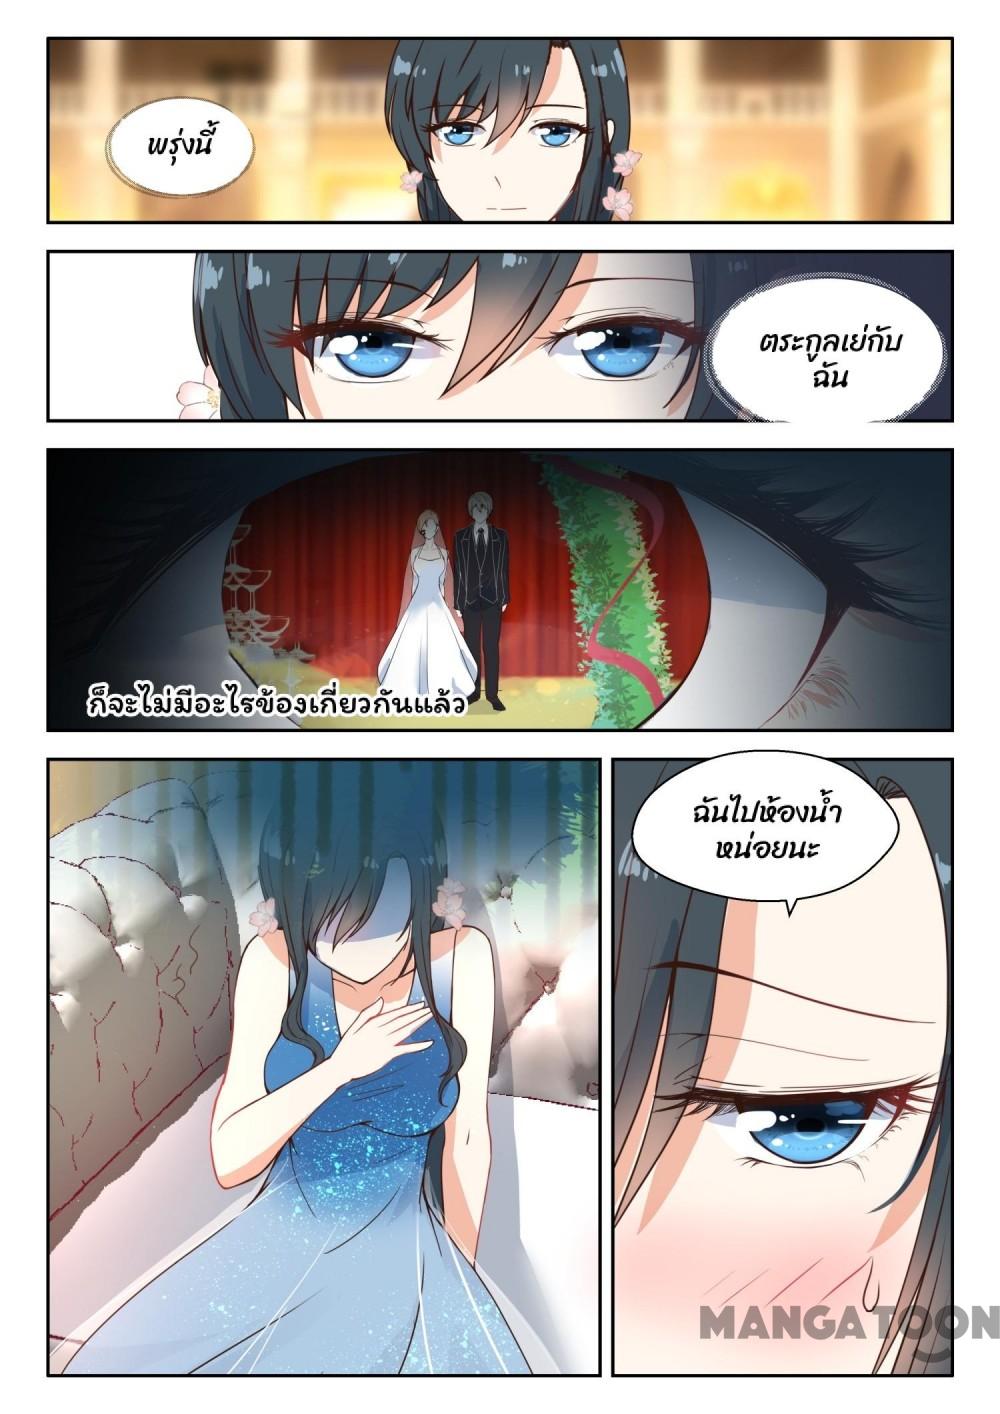 พรุ่งนี้
ตระกูลเย่กับ
ฉัน
ก็จะไม่มีอะไรข้องเกี่ยวกันแล้ว
ฉันไปห้องน้ำ
หน่อยนะ
MANGATOON